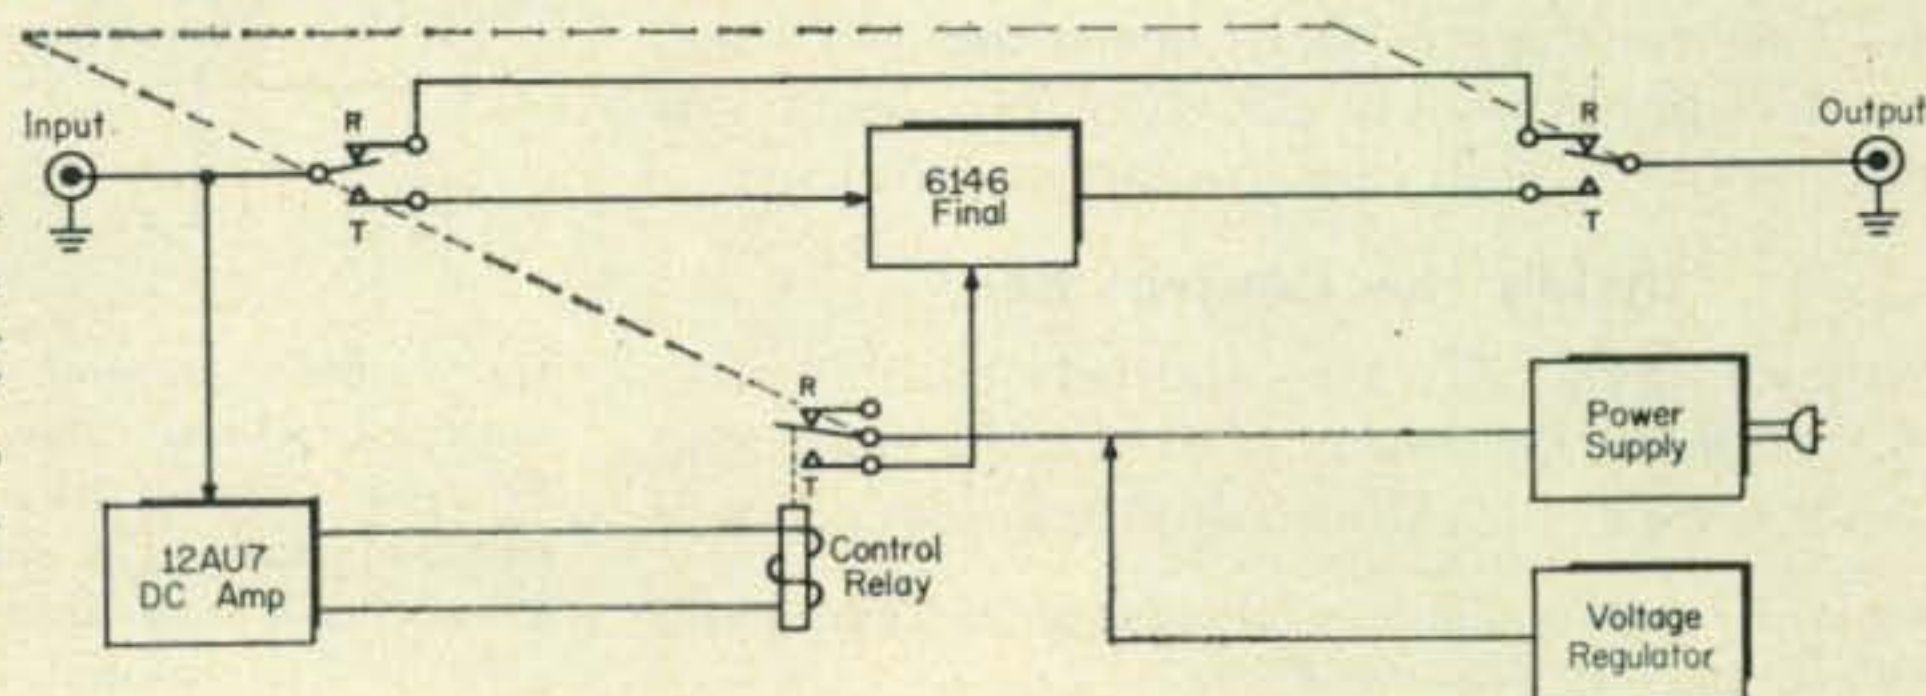 Input
R
T
6146
Final
R
T
Output
R
T
Power
Supply
12AU7
DC Amp
Control
Relay
Voltage
Regulator